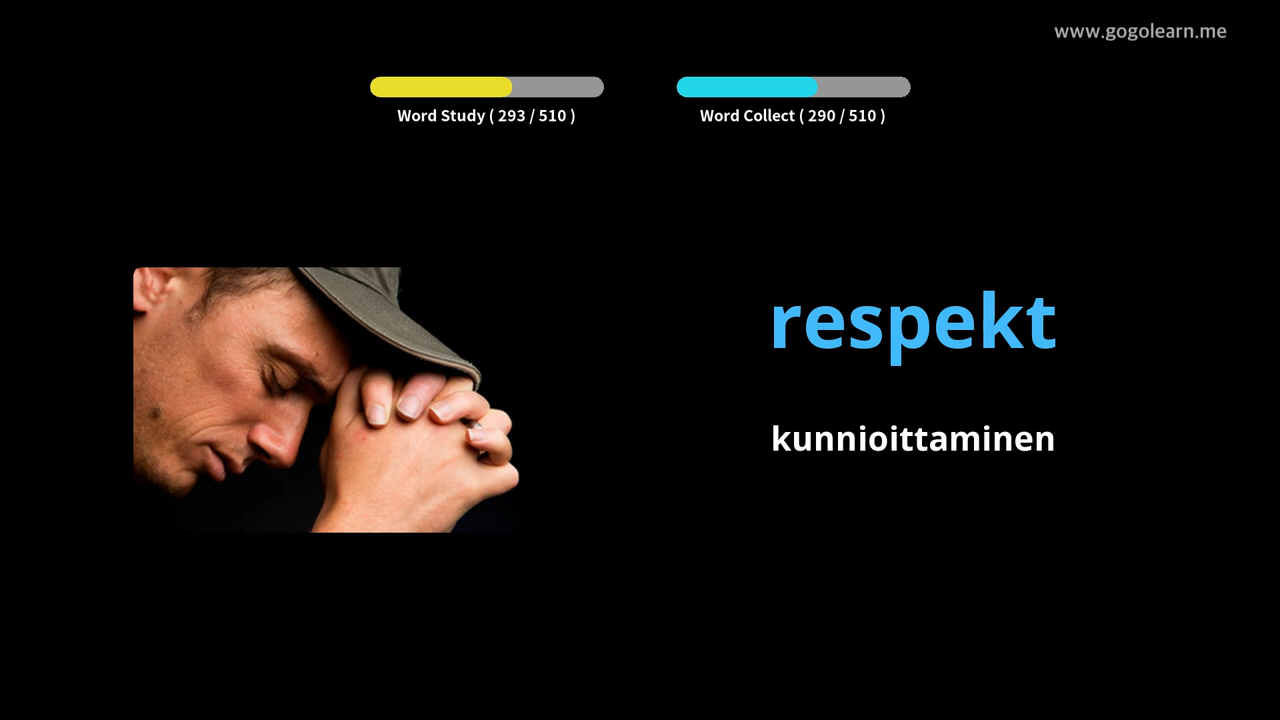 www.gogolearn.me
Word Study ( 293 / 510 )
Word Collect ( 290 / 510 )
respekt
kunnioittaminen